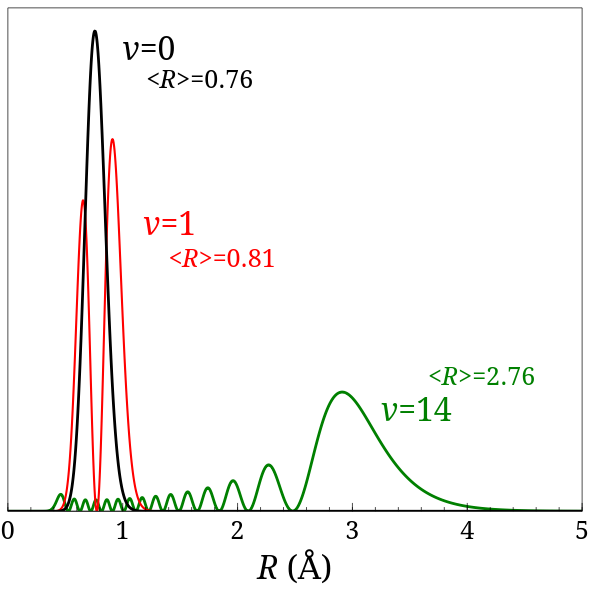 v=0
<R>=0.76
v=1
<R>=0.81
<R>=2.76
v=14
0 1 2 3 4 5
R (Å)